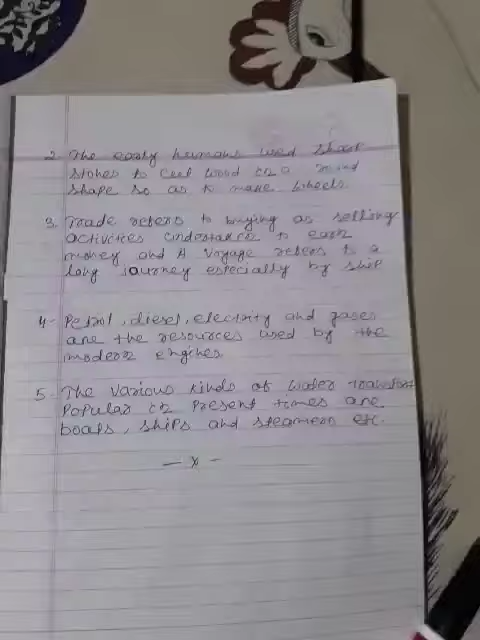 2. The early humans used sharp
stones to cut wood in a round
shape so as to make wheels.
3. Trade refers to buying as selling
activities undertaken to earn
money and A voyage refers to a
long journey especially by ship
4- Petrol, diesel, electrity and gases
are the resources used by the
modern engines
5. The various kinds of water transport
Popular in Present times are
boats, ships and steamers etc.
— x —